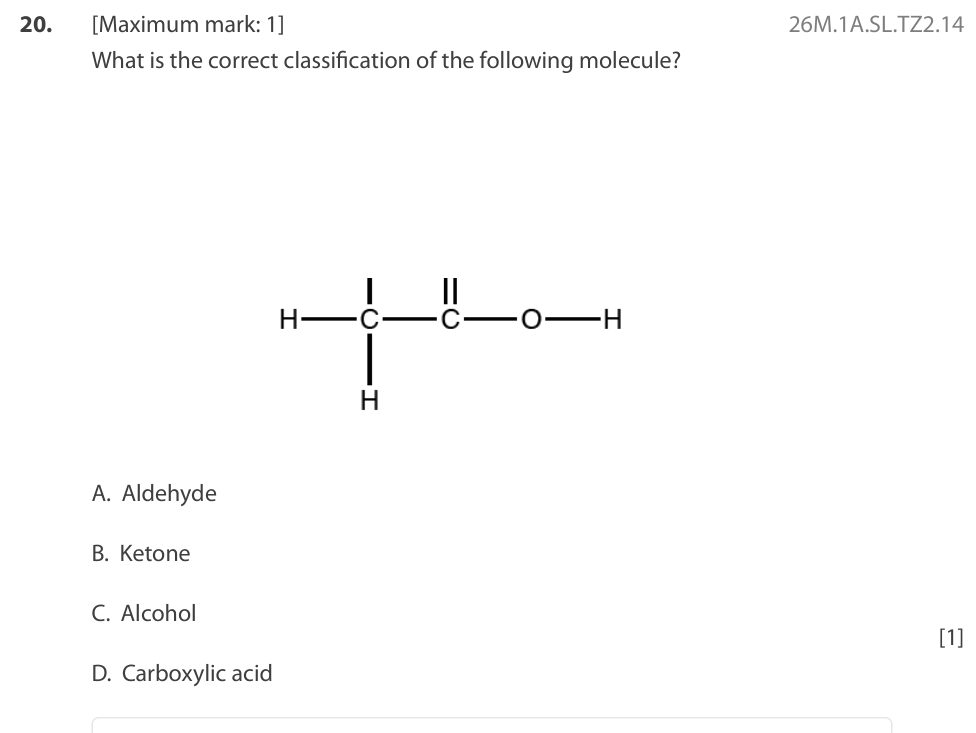 20. [Maximum mark: 1] 26M.1A.SL.TZ2.14
What is the correct classification of the following molecule?
H C C O H
H
A. Aldehyde
B. Ketone
C. Alcohol
[1]
D. Carboxylic acid